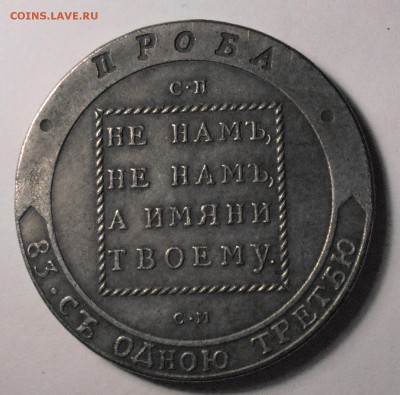 COINS.LAVE.RU
ПРОБА
С·П
НЕ НАМЪ,
НЕ НАМЪ,
А ИМЯНИ
ТВОЕМУ.
С·М
83·СЪ ОДНОЮ ТРЕТЬЮ